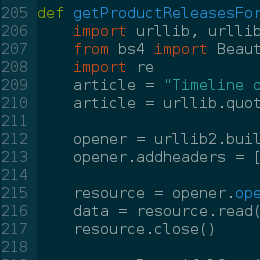 205 def getProductReleasesFor
206 import urllib, urllib
207 from bs4 import Beaut
208 import re
209 article = "Timeline o
210 article = urllib.quot
211
212 opener = urllib2.buil
213 opener.addheaders = [
214
215 resource = opener.ope
216 data = resource.read(
217 resource.close()
218